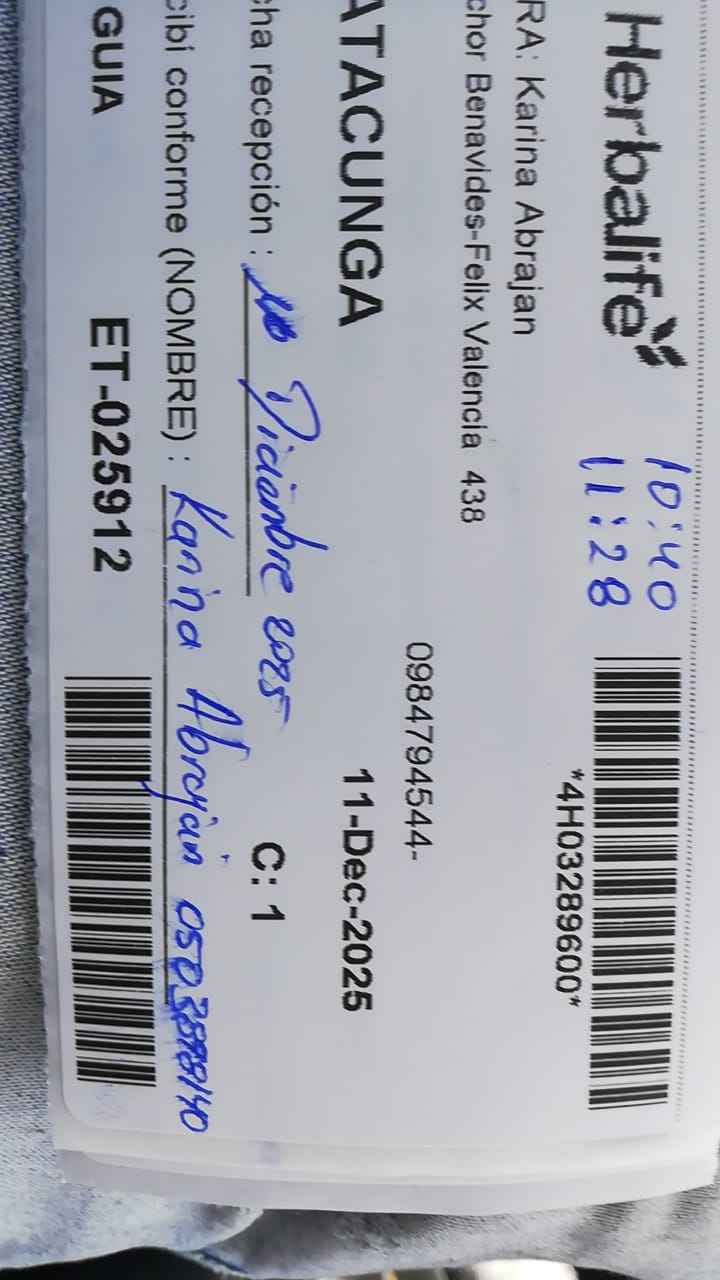 Herbalife
10:40
11:28
*4H03289600*
RA: Karina Abrajan
chor Benavides-Felix Valencia 438
0984794544-
ATACUNGA
11-Dec-2025
cha recepción : Diciembre 2025
C: 1
cibí conforme (NOMBRE) : Karina Abrajan
GUIA ET-025912